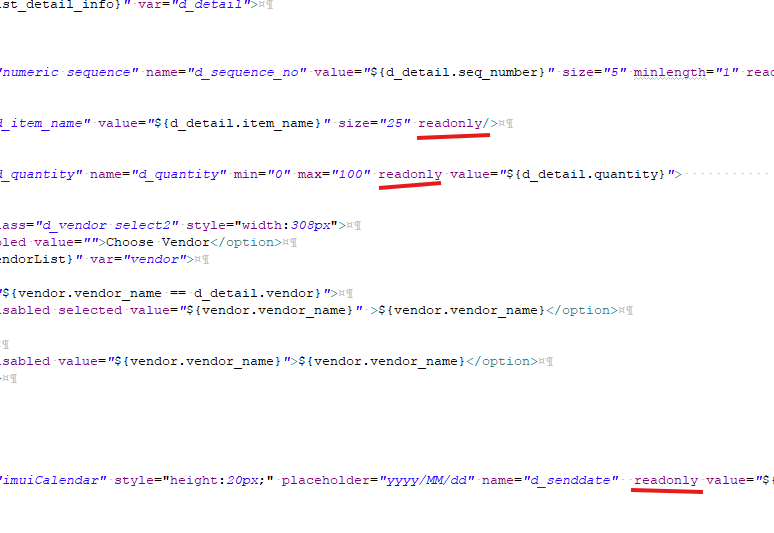 st_detail_info}" var="d_detail">
"numeric sequence" name="d_sequence_no" value="${d_detail.seq_number}" size="5" minlength="1" read
d_item_name" value="${d_detail.item_name}" size="25" readonly/>
d_quantity" name="d_quantity" min="0" max="100" readonly value="${d_detail.quantity}">
ass="d_vendor select2" style="width:308px">
bled value="">Choose Vendor</option>
endorList}" var="vendor">
"${vendor.vendor_name == d_detail.vendor}">
sabled selected value="${vendor.vendor_name}" >${vendor.vendor_name}</option>
sabled value="${vendor.vendor_name}">${vendor.vendor_name}</option>
"imuiCalendar" style="height:20px;" placeholder="yyyy/MM/dd" name="d_senddate" readonly value="${